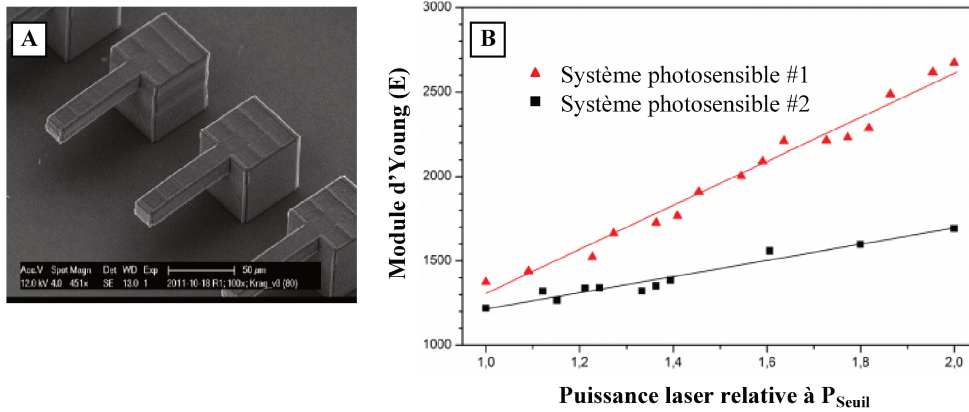 A
Acc.V Spot Magn Det WD Exp 50 µm
12.0 kV 4.0 451x SE 13.0 1 2011-10-18 R1; 100x; Krag_v3 (80)
B
3000
2500
2000
1500
1000
Module d'Young (E)
Système photosensible #1
Système photosensible #2
1,0 1,2 1,4 1,6 1,8 2,0
Puissance laser relative à PSeuil